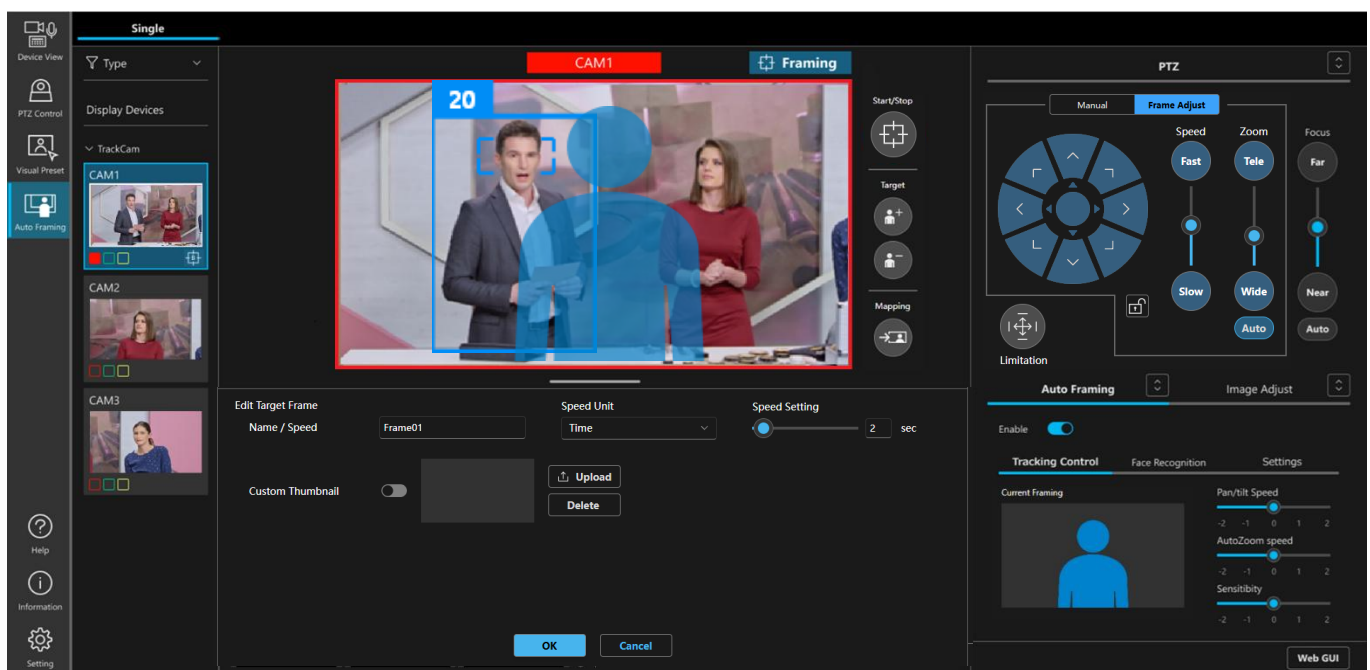 Single
Device View
PTZ Control
Visual Preset
Auto Framing
Help
Information
Setting
Type
Display Devices
TrackCam
CAM1
CAM2
CAM3
CAM1
Framing
20
Start/Stop
Target
Mapping
Edit Target Frame
Name / Speed
Frame01
Speed Unit
Time
Speed Setting
2 sec
Custom Thumbnail
Upload
Delete
OK
Cancel
PTZ
Manual
Frame Adjust
Speed
Zoom
Focus
Fast
Tele
Far
Slow
Wide
Near
Auto
Auto
Limitation
Auto Framing
Image Adjust
Enable
Tracking Control
Face Recognition
Settings
Current Framing
Pan/tilt Speed
-2 -1 0 1 2
AutoZoom speed
-2 -1 0 1 2
Sensitibity
-2 -1 0 1 2
Web GUI